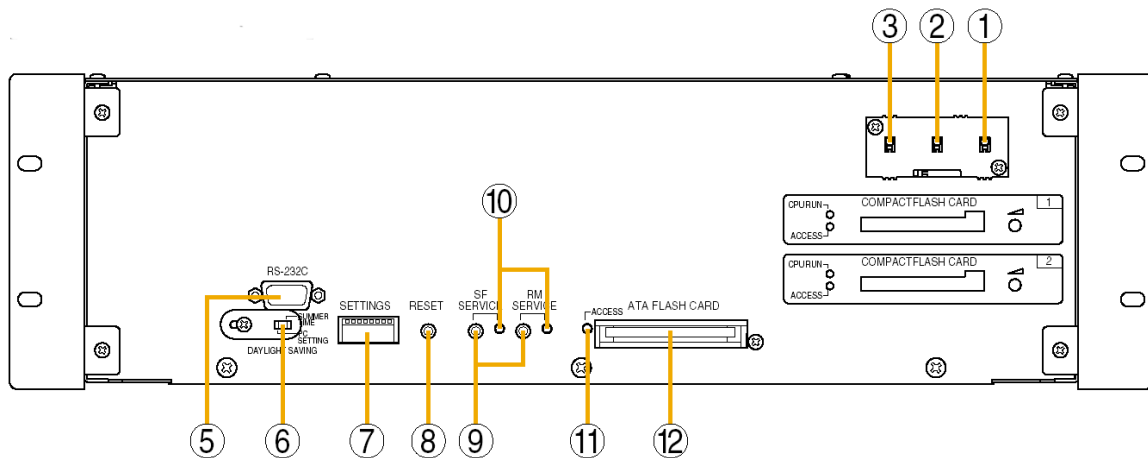 ③ ② ①
CPU RUN COMPACTFLASH CARD 1
ACCESS
CPU RUN COMPACTFLASH CARD 2
ACCESS
⑩
RS-232C
SUMMER
TIME
PC
SETTING
DAYLIGHT SAVING
SETTINGS
RESET
SF
SERVICE
RM
SERVICE
ACCESS
ATA FLASH CARD
⑤ ⑥ ⑦ ⑧ ⑨ ⑪ ⑫